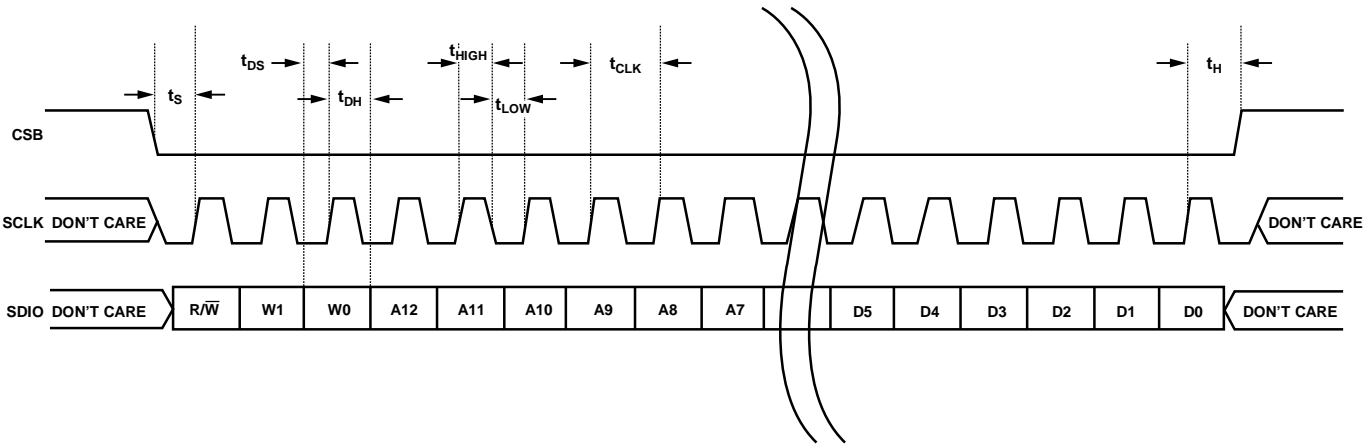 tHIGH
tDS
tCLK
tH
tS
tDH
tLOW
CSB
SCLK DON'T CARE DON'T CARE
SDIO DON'T CARE R/W̅ W1 W0 A12 A11 A10 A9 A8 A7 D5 D4 D3 D2 D1 D0 DON'T CARE